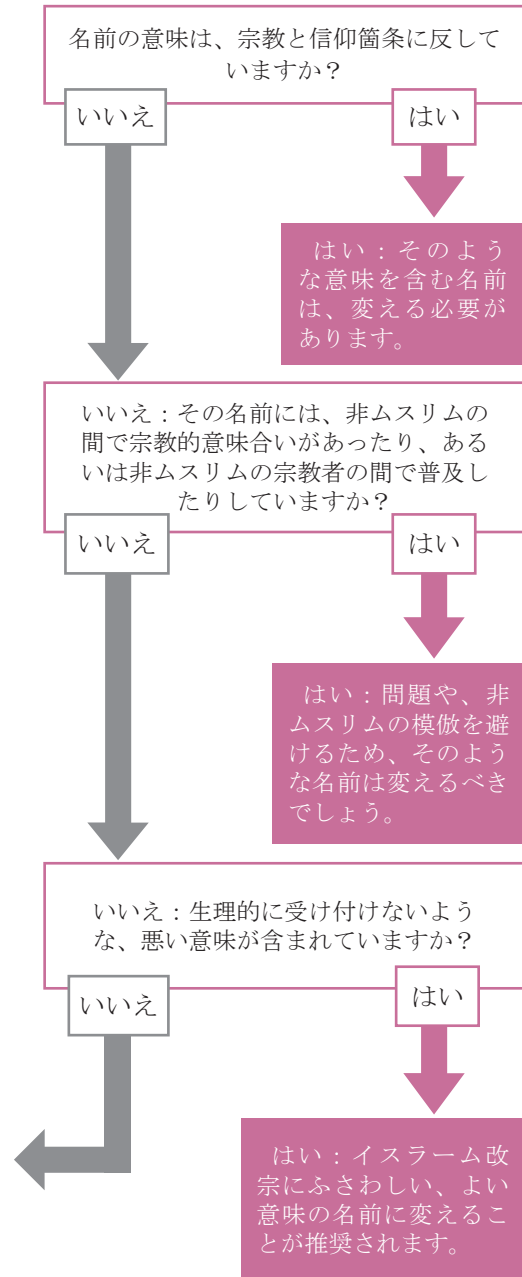 名前の意味は、宗教と信仰箇条に反して
いますか？
いいえ
はい
はい：そのよう
な意味を含む名前
は、変える必要が
あります。
いいえ：その名前には、非ムスリムの
間で宗教的意味合いがあったり、ある
いは非ムスリムの宗教者の間で普及し
たりしていますか？
いいえ
はい
はい：問題や、非
ムスリムの模倣を避
けるため、そのよう
な名前は変えるべき
でしょう。
いいえ：生理的に受け付けないよう
な、悪い意味が含まれていますか？
いいえ
はい
はい：イスラーム改
宗にふさわしい、よい
意味の名前に変えるこ
とが推奨されます。